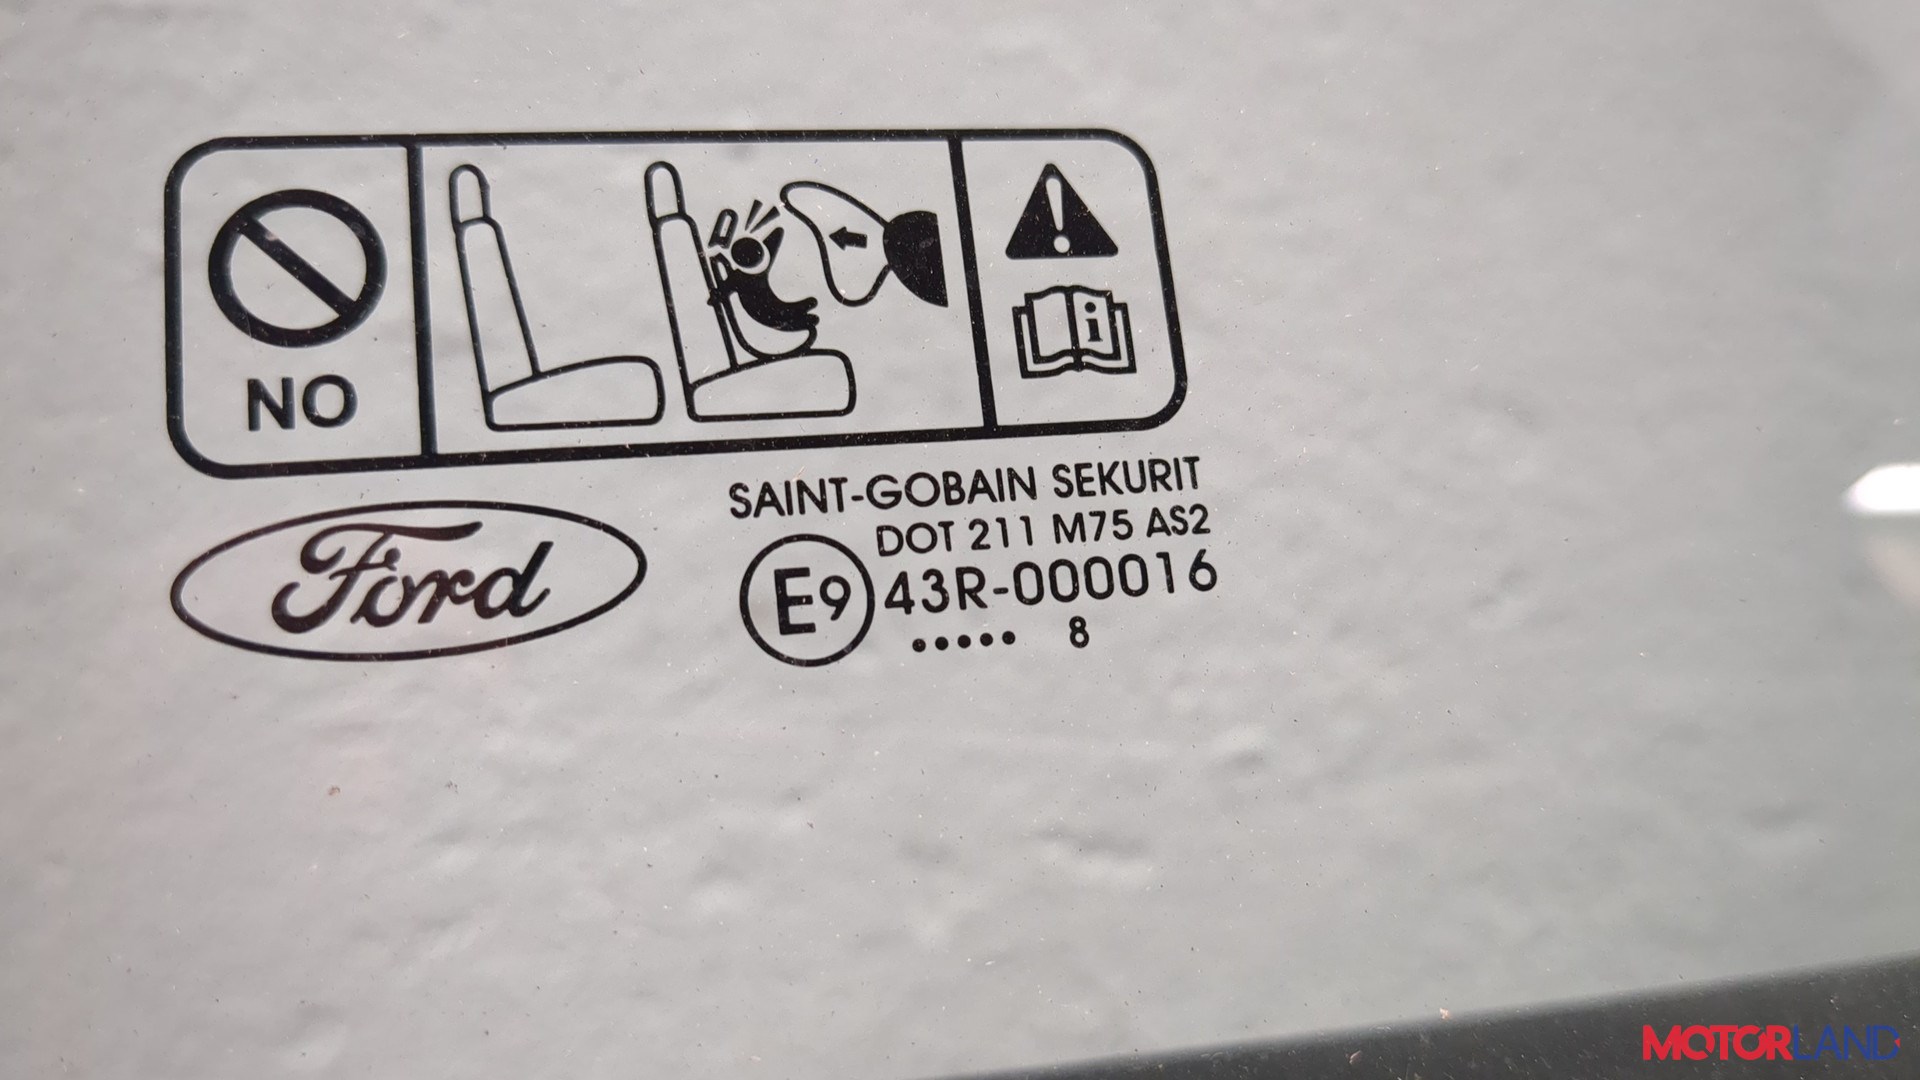 NO
i
Ford
SAINT-GOBAIN SEKURIT
DOT 211 M75 AS2
E9 43R-000016
••••• 8
MOTORLAND